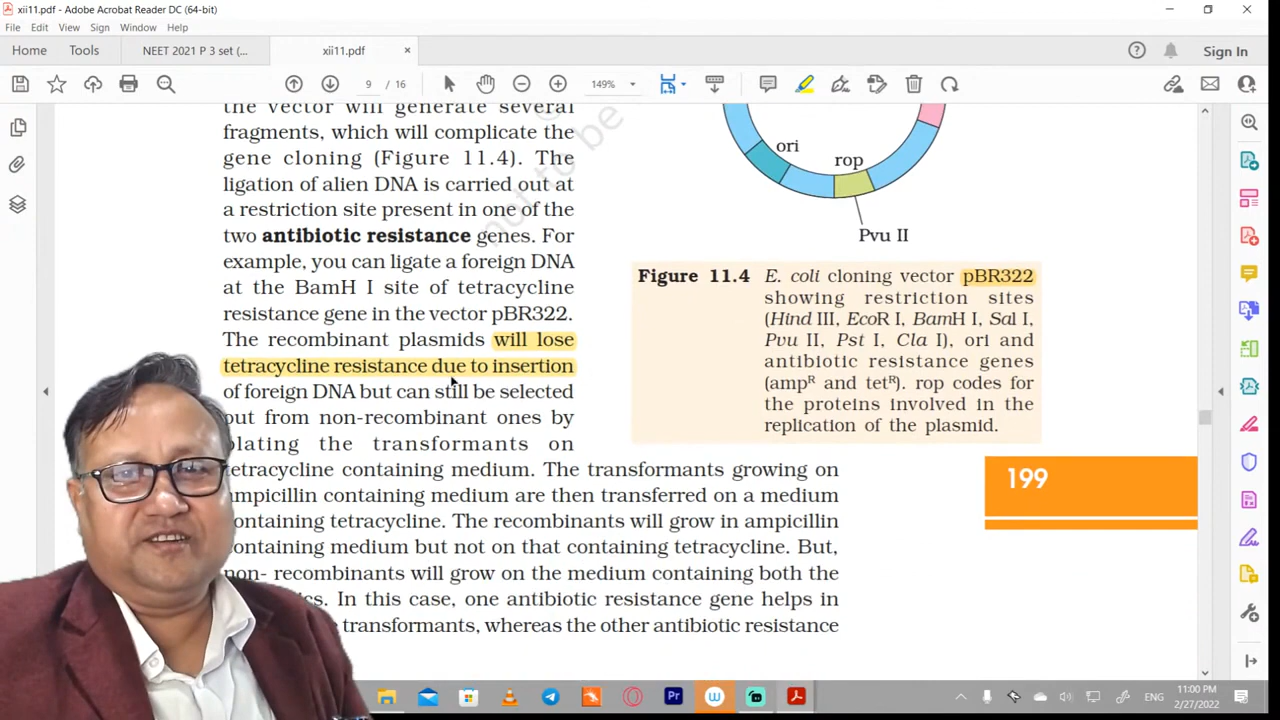 xii11.pdf - Adobe Acrobat Reader DC (64-bit)
File Edit View Sign Window Help
Home Tools NEET 2021 P 3 set (... xii11.pdf × Sign In
9 / 16 149%
the vector will generate several
fragments, which will complicate the
gene cloning (Figure 11.4). The
ligation of alien DNA is carried out at
a restriction site present in one of the
two antibiotic resistance genes. For
example, you can ligate a foreign DNA
at the BamH I site of tetracycline
resistance gene in the vector pBR322.
The recombinant plasmids will lose
tetracycline resistance due to insertion
of foreign DNA but can still be selected
out from non-recombinant ones by
plating the transformants on
tetracycline containing medium. The transformants growing on
ampicillin containing medium are then transferred on a medium
containing tetracycline. The recombinants will grow in ampicillin
containing medium but not on that containing tetracycline. But,
non- recombinants will grow on the medium containing both the
In this case, one antibiotic resistance gene helps in
transformants, whereas the other antibiotic resistance
not to be
ori
rop
Pvu II
Figure 11.4 E. coli cloning vector pBR322
showing restriction sites
(Hind III, EcoR I, BamH I, Sal I,
Pvu II, Pst I, Cla I), ori and
antibiotic resistance genes
(ampR and tetR). rop codes for
the proteins involved in the
replication of the plasmid.
199
Pr
W
ENG
11:00 PM
2/27/2022